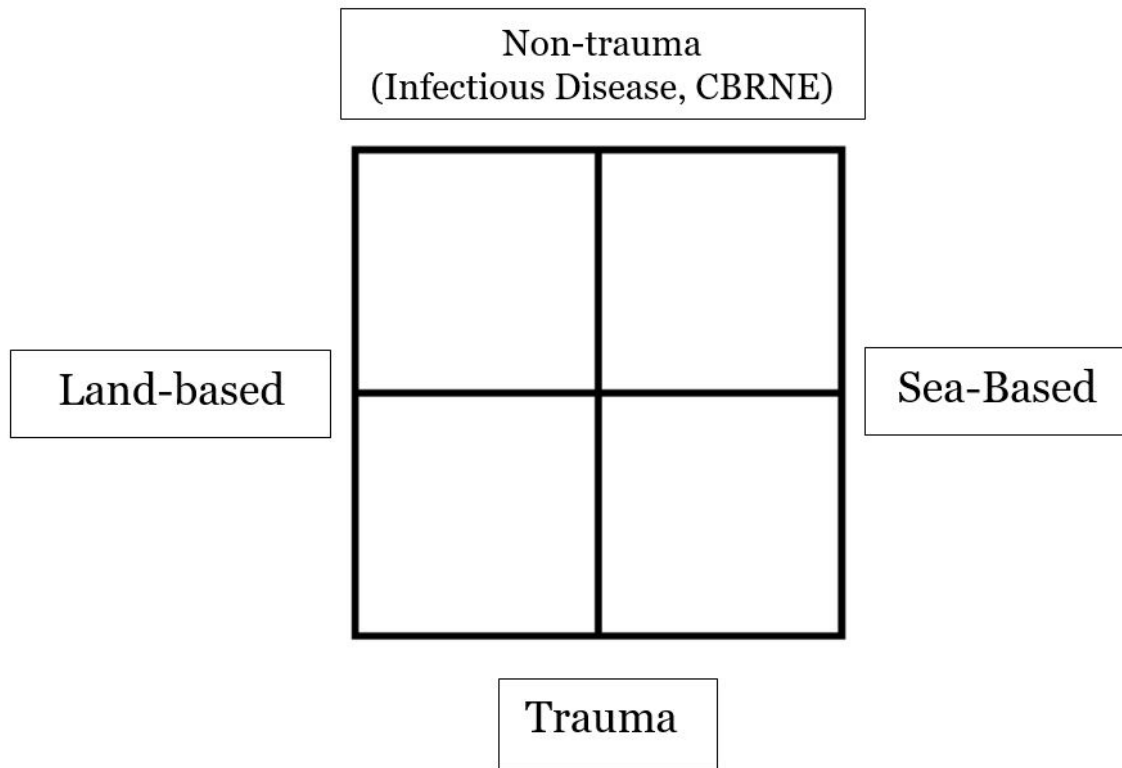 Non-trauma
(Infectious Disease, CBRNE)
Land-based
Sea-Based
Trauma